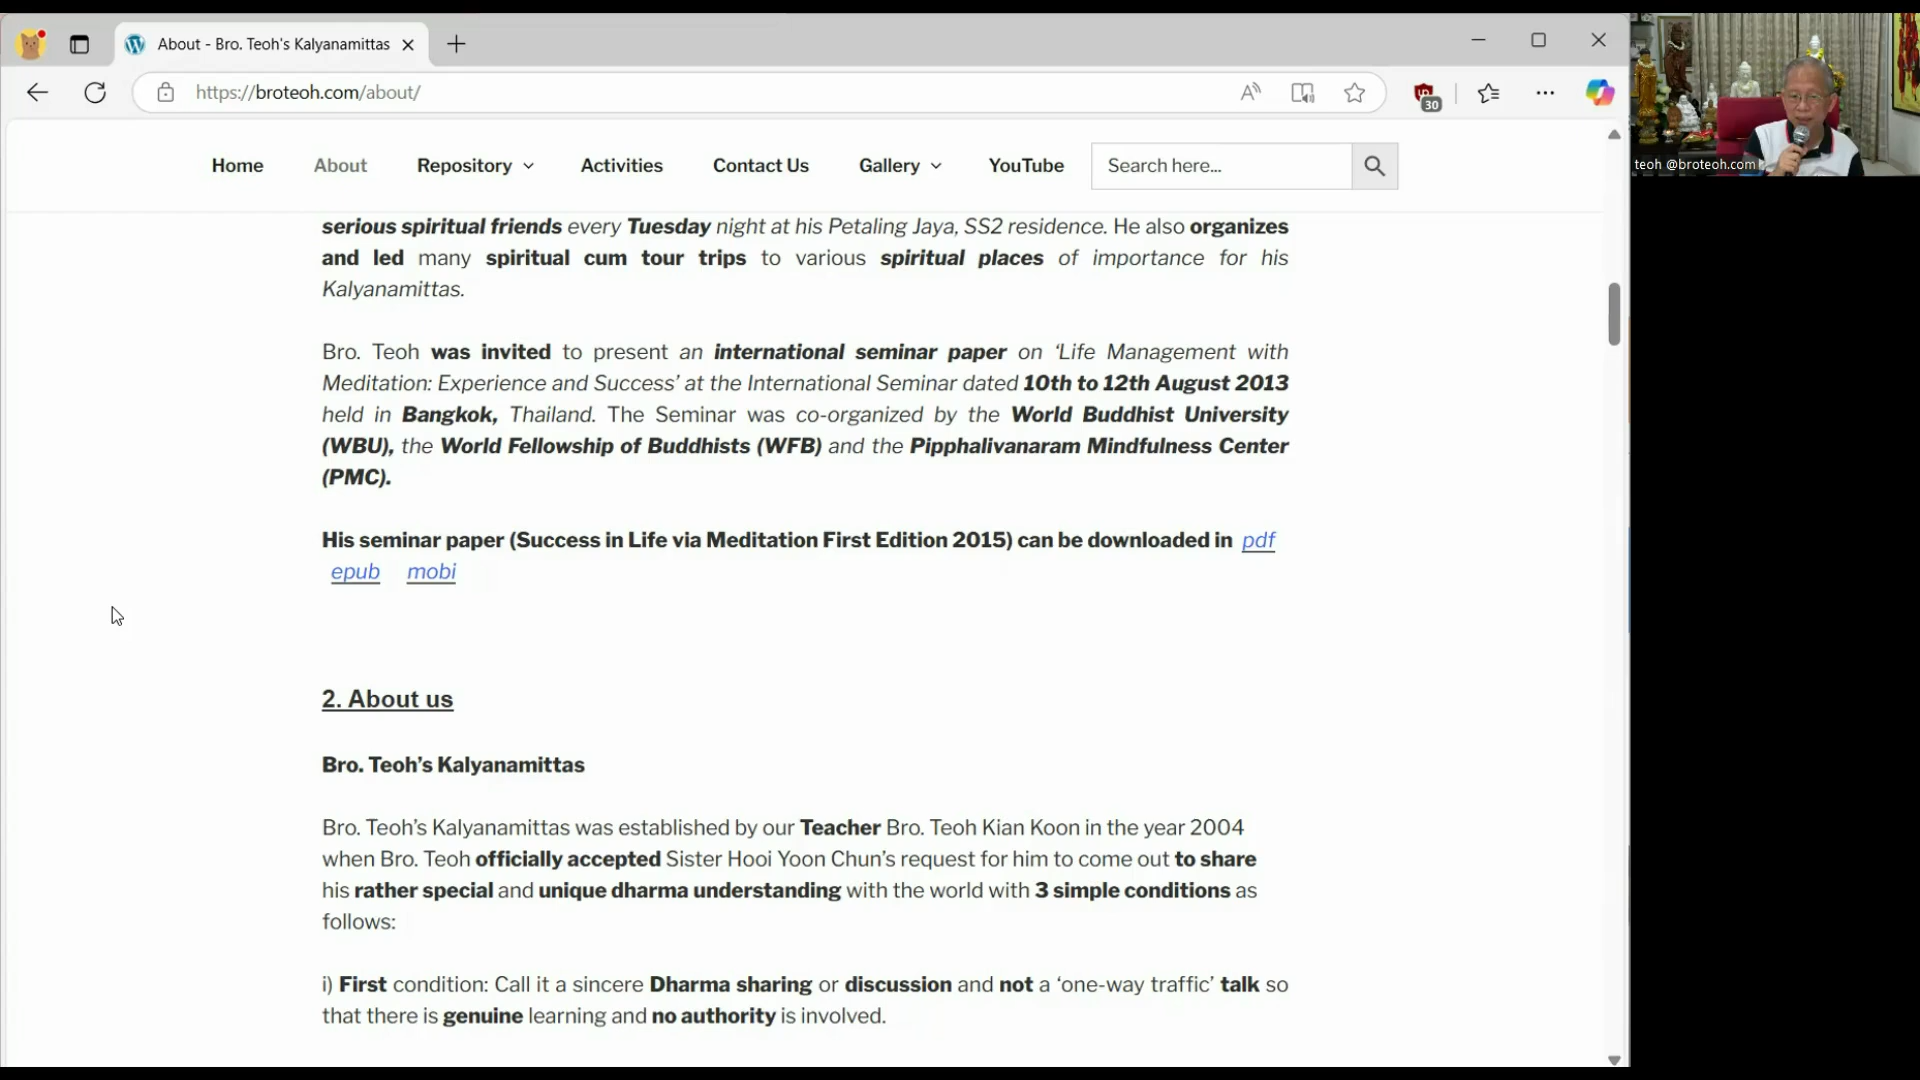 About - Bro. Teoh's Kalyanamittas
https://broteoh.com/about/
30
Home About Repository Activities Contact Us Gallery YouTube Search here...
teoh @broteoh.com
serious spiritual friends every Tuesday night at his Petaling Jaya, SS2 residence. He also organizes
and led many spiritual cum tour trips to various spiritual places of importance for his
Kalyanamittas.
Bro. Teoh was invited to present an international seminar paper on ‘Life Management with
Meditation: Experience and Success’ at the International Seminar dated 10th to 12th August 2013
held in Bangkok, Thailand. The Seminar was co-organized by the World Buddhist University
(WBU), the World Fellowship of Buddhists (WFB) and the Pipphalivanaram Mindfulness Center
(PMC).
His seminar paper (Success in Life via Meditation First Edition 2015) can be downloaded in pdf
epub mobi
2. About us
Bro. Teoh’s Kalyanamittas
Bro. Teoh’s Kalyanamittas was established by our Teacher Bro. Teoh Kian Koon in the year 2004
when Bro. Teoh officially accepted Sister Hooi Yoon Chun’s request for him to come out to share
his rather special and unique dharma understanding with the world with 3 simple conditions as
follows:
i) First condition: Call it a sincere Dharma sharing or discussion and not a ‘one-way traffic’ talk so
that there is genuine learning and no authority is involved.